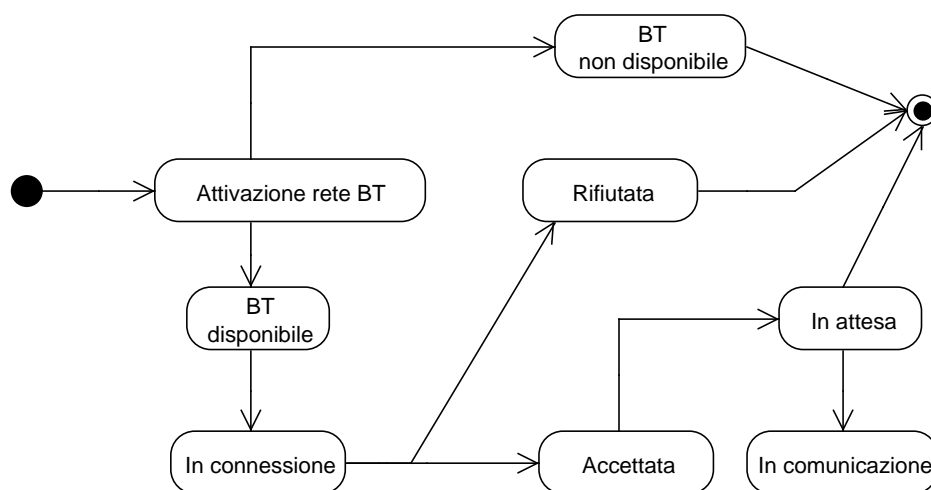 BT
non disponibile
Attivazione rete BT
Rifiutata
BT
disponibile
In attesa
In connessione
Accettata
In comunicazione